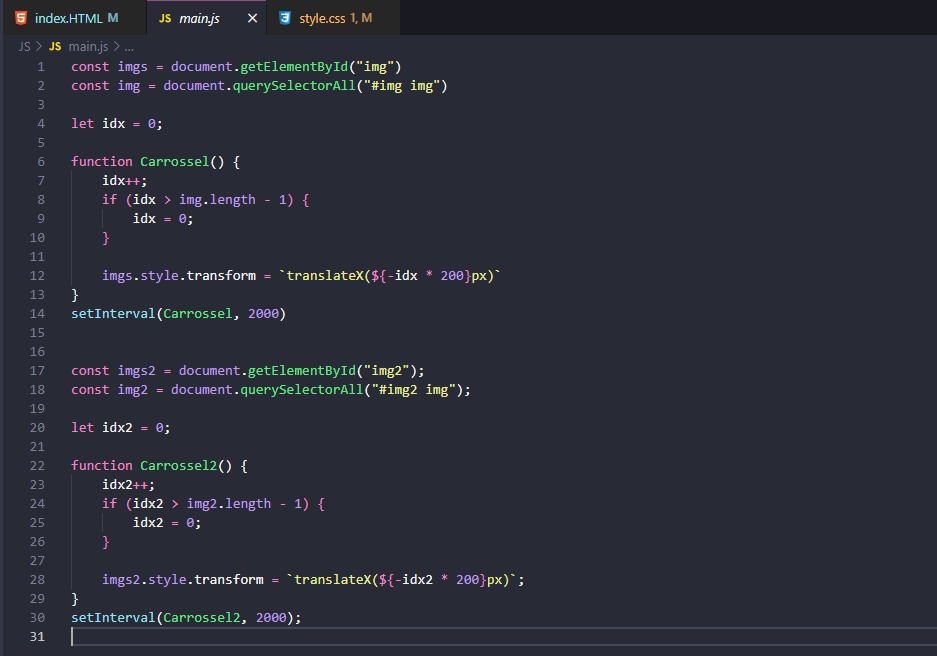 index.HTML M JS main.js × style.css 1, M
JS > JS main.js > ...
1 const imgs = document.getElementById("img")
2 const img = document.querySelectorAll("#img img")
3
4 let idx = 0;
5
6 function Carrossel() {
7 idx++;
8 if (idx > img.length - 1) {
9 idx = 0;
10 }
11
12 imgs.style.transform = `translateX(${-idx * 200}px)`
13 }
14 setInterval(Carrossel, 2000)
15
16
17 const imgs2 = document.getElementById("img2");
18 const img2 = document.querySelectorAll("#img2 img");
19
20 let idx2 = 0;
21
22 function Carrossel2() {
23 idx2++;
24 if (idx2 > img2.length - 1) {
25 idx2 = 0;
26 }
27
28 imgs2.style.transform = `translateX(${-idx2 * 200}px)`;
29 }
30 setInterval(Carrossel2, 2000);
31